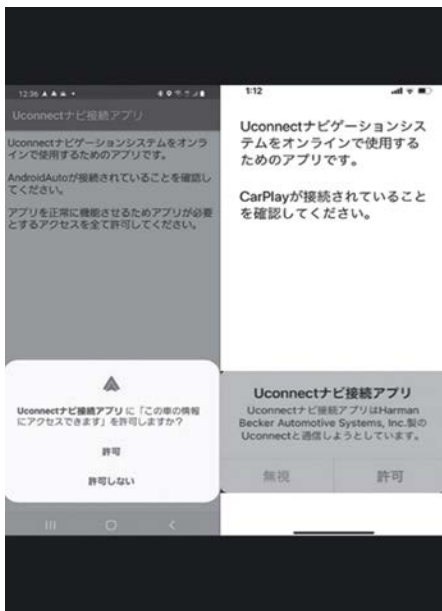 12:36
Uconnectナビ接続アプリ
Uconnectナビゲーションシステムをオンラ
インで使用するためのアプリです。
AndroidAutoが接続されていることを確認し
てください。
アプリを正常に機能させるためアプリが必要
とするアクセスを全て許可してください。
Uconnectナビ接続アプリ に「この車の情報
にアクセスできます」を許可しますか？
許可
許可しない
1:12
Uconnectナビゲーションシス
テムをオンラインで使用する
ためのアプリです。
CarPlayが接続されていること
を確認してください。
Uconnectナビ接続アプリ
Uconnectナビ接続アプリはHarman
Becker Automotive Systems, Inc.製の
Uconnectと通信しようとしています。
無視
許可